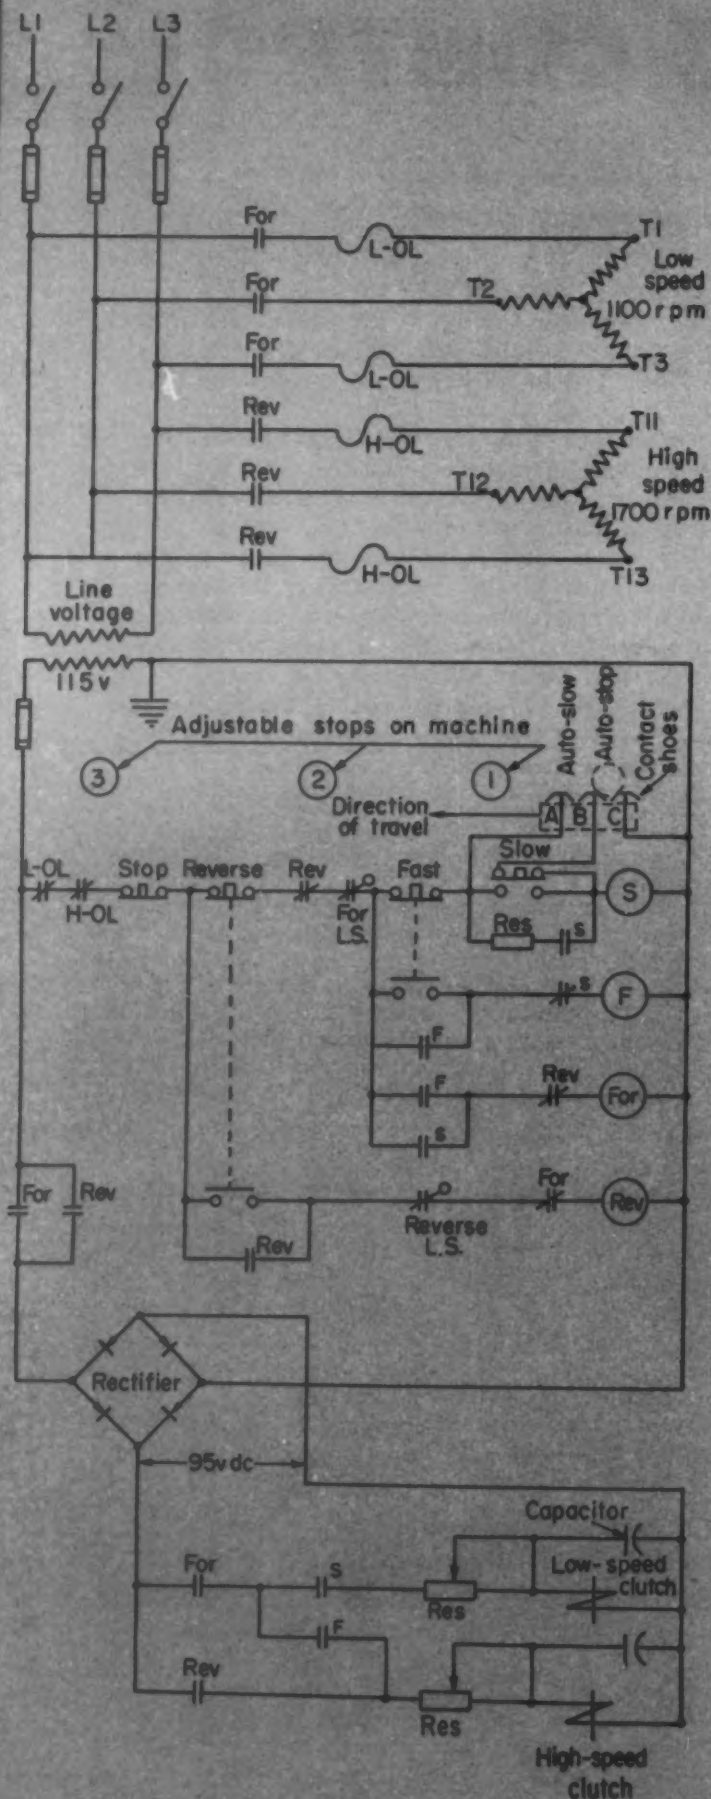 L1 L2 L3
For
L-OL
T1
Low
speed
1100 rpm
For
T2
For
L-OL
T3
Rev
H-OL
T11
High
speed
1700 rpm
Rev
T12
Rev
H-OL
T13
Line
voltage
115v
Adjustable stops on machine
3 2 1
Auto-slow
Auto-stop
Contact
shoes
Direction
of travel
A B C
L-OL
H-OL
Stop
Reverse
Rev
For
L.S.
Fast
Slow
S
Res
s
s
F
F
F
Rev
For
s
For
Rev
Rev
Reverse
L.S.
For
Rev
Rectifier
95v dc
Capacitor
For
s
Res
Low-speed
clutch
F
Rev
Res
High-speed
clutch